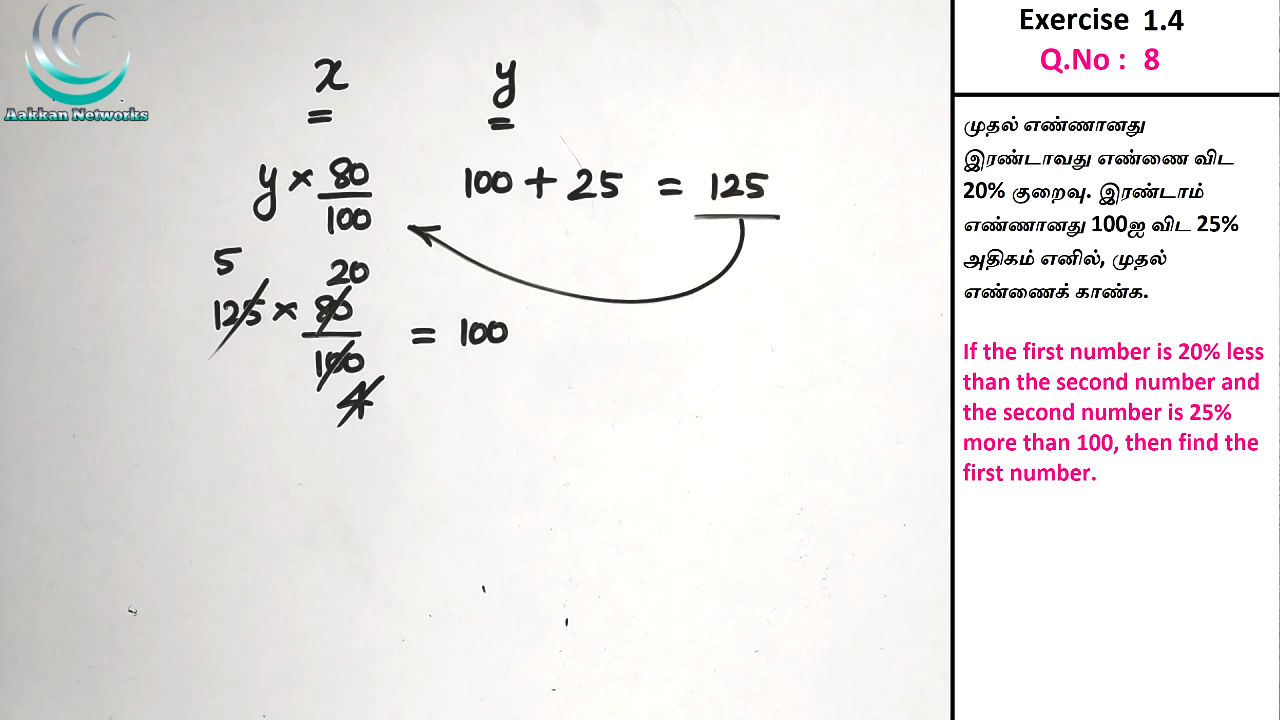 Aakkan Networks
x y
y × 80/100 100 + 25 = 125
5 20
125 × 80/100 = 100
4
Exercise 1.4
Q.No : 8
முதல் எண்ணானது
இரண்டாவது எண்ணை விட
20% குறைவு. இரண்டாம்
எண்ணானது 100ஐ விட 25%
அதிகம் எனில், முதல்
எண்ணைக் காண்க.
If the first number is 20% less
than the second number and
the second number is 25%
more than 100, then find the
first number.